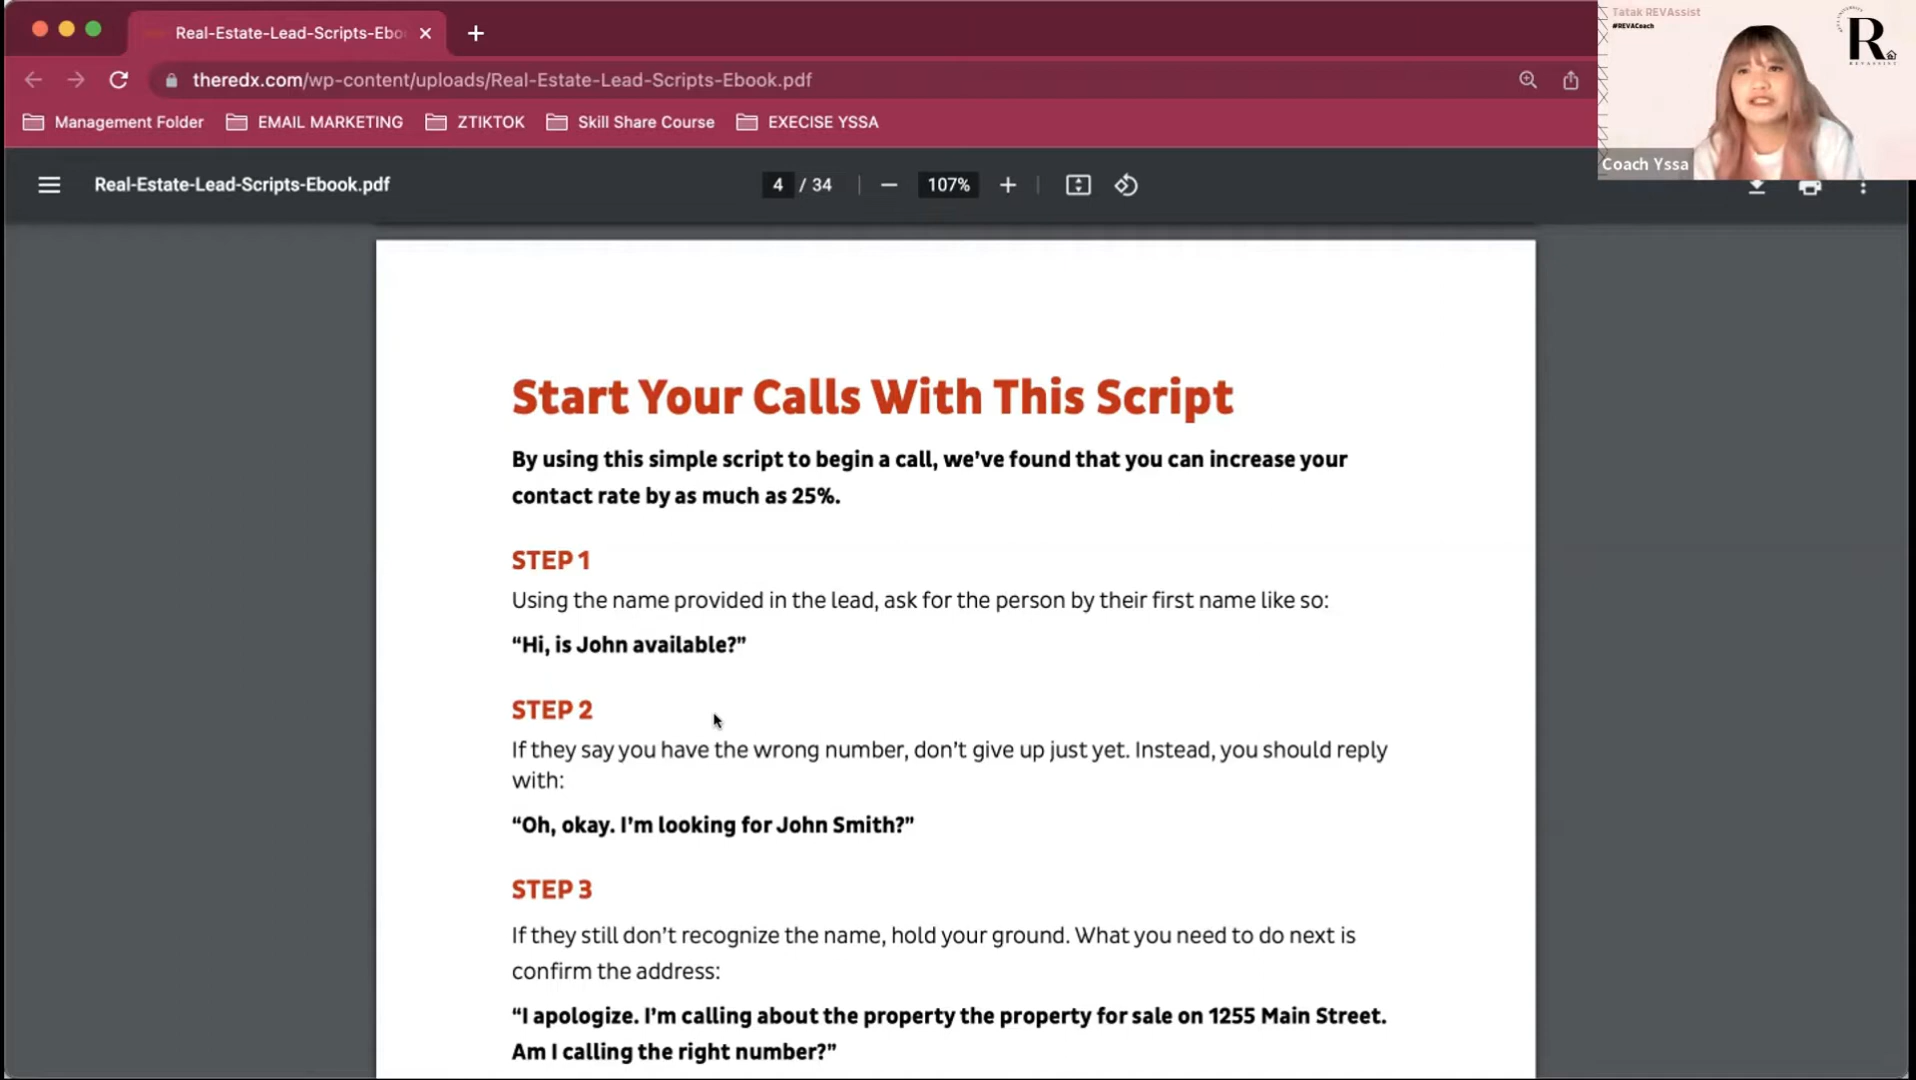 Real-Estate-Lead-Scripts-Ebo
theredx.com/wp-content/uploads/Real-Estate-Lead-Scripts-Ebook.pdf
Management Folder
EMAIL MARKETING
ZTIKTOK
Skill Share Course
EXECISE YSSA
Tatak REVAssist
#REVACoach
R
REVASSIST
Coach Yssa
Real-Estate-Lead-Scripts-Ebook.pdf
4 / 34
107%
Start Your Calls With This Script
By using this simple script to begin a call, we’ve found that you can increase your
contact rate by as much as 25%.
STEP 1
Using the name provided in the lead, ask for the person by their first name like so:
“Hi, is John available?”
STEP 2
If they say you have the wrong number, don’t give up just yet. Instead, you should reply
with:
“Oh, okay. I’m looking for John Smith?”
STEP 3
If they still don’t recognize the name, hold your ground. What you need to do next is
confirm the address:
“I apologize. I’m calling about the property the property for sale on 1255 Main Street.
Am I calling the right number?”